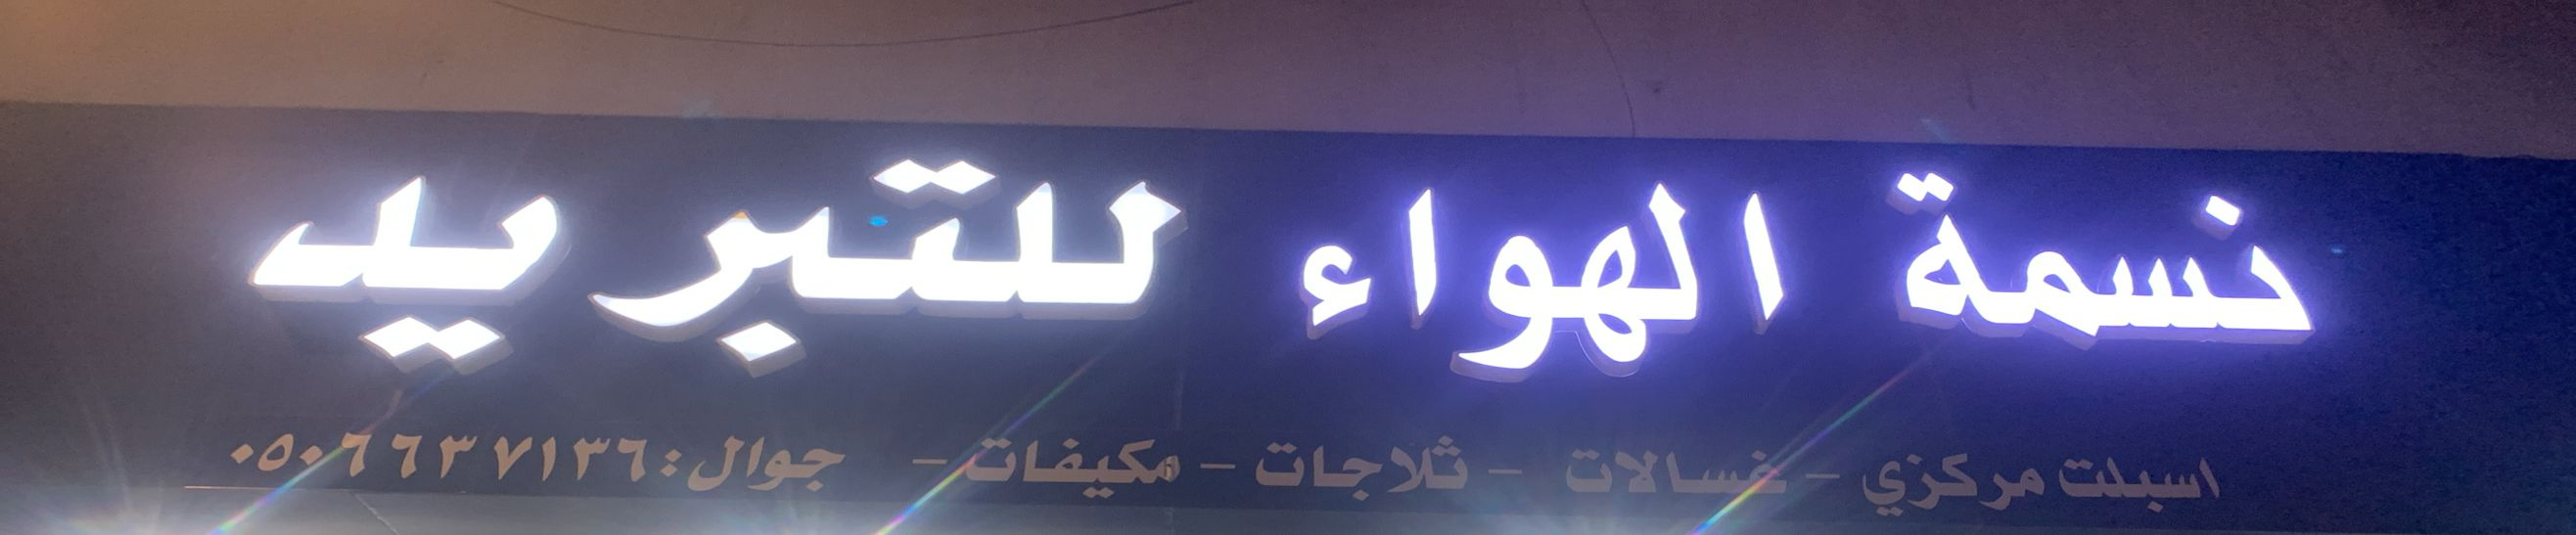 نسمة الهواء للتبريد
اسبلت مركزي - غسالات - ثلاجات - مكيفات - جوال: ٠٥٠٦٦٣٧١٣٦